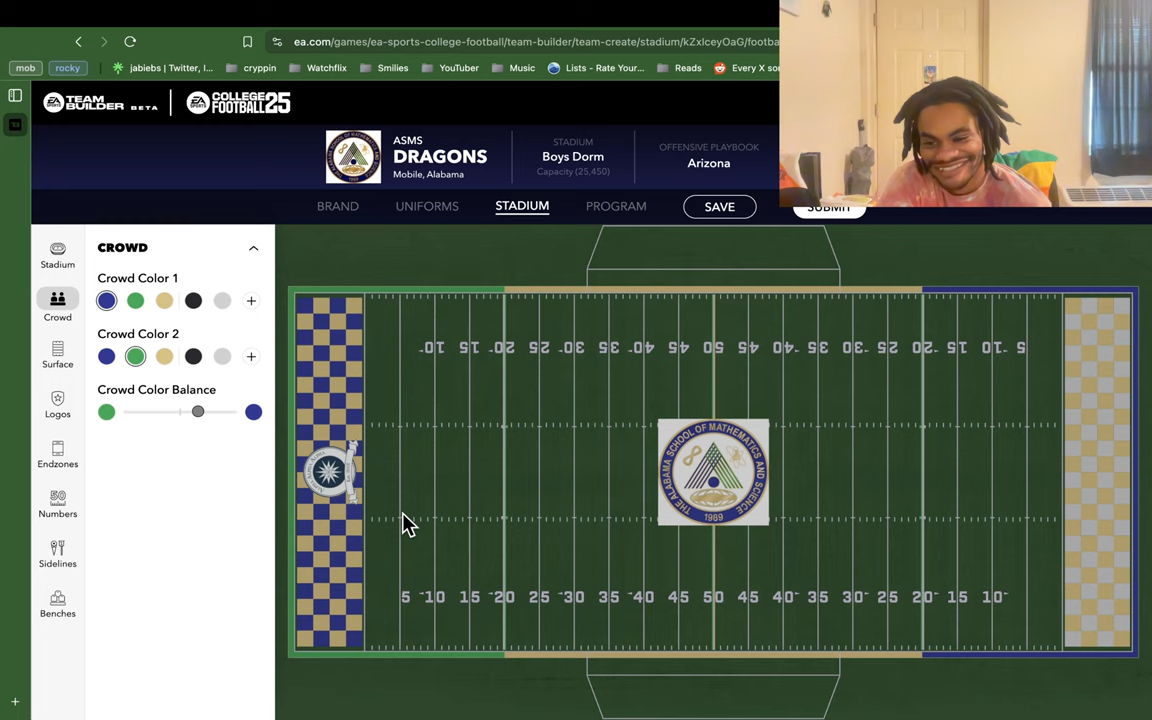 ea.com/games/ea-sports-college-football/team-builder/team-create/stadium/kZxIceyOaG/footba
mob
rocky
jabiebs | Twitter, I...
cryppin
Watchflix
Smilies
YouTuber
Music
Lists - Rate Your...
Reads
Every X so
EA SPORTS TEAM BUILDER BETA
EA SPORTS COLLEGE FOOTBALL 25
ASMS
DRAGONS
Mobile, Alabama
STADIUM
Boys Dorm
Capacity (25,450)
OFFENSIVE PLAYBOOK
Arizona
BRAND
UNIFORMS
STADIUM
PROGRAM
SAVE
SUBMIT
Stadium
Crowd
Surface
Logos
Endzones
50
Numbers
Sidelines
Benches
CROWD
Crowd Color 1
Crowd Color 2
Crowd Color Balance
10 15 20 25 30 35 40 45 50 45 40 35 30 25 20 15 10 5
THE ALABAMA SCHOOL OF MATHEMATICS AND SCIENCE
1989
5 10 15 20 25 30 35 40 45 50 45 40 35 30 25 20 15 10